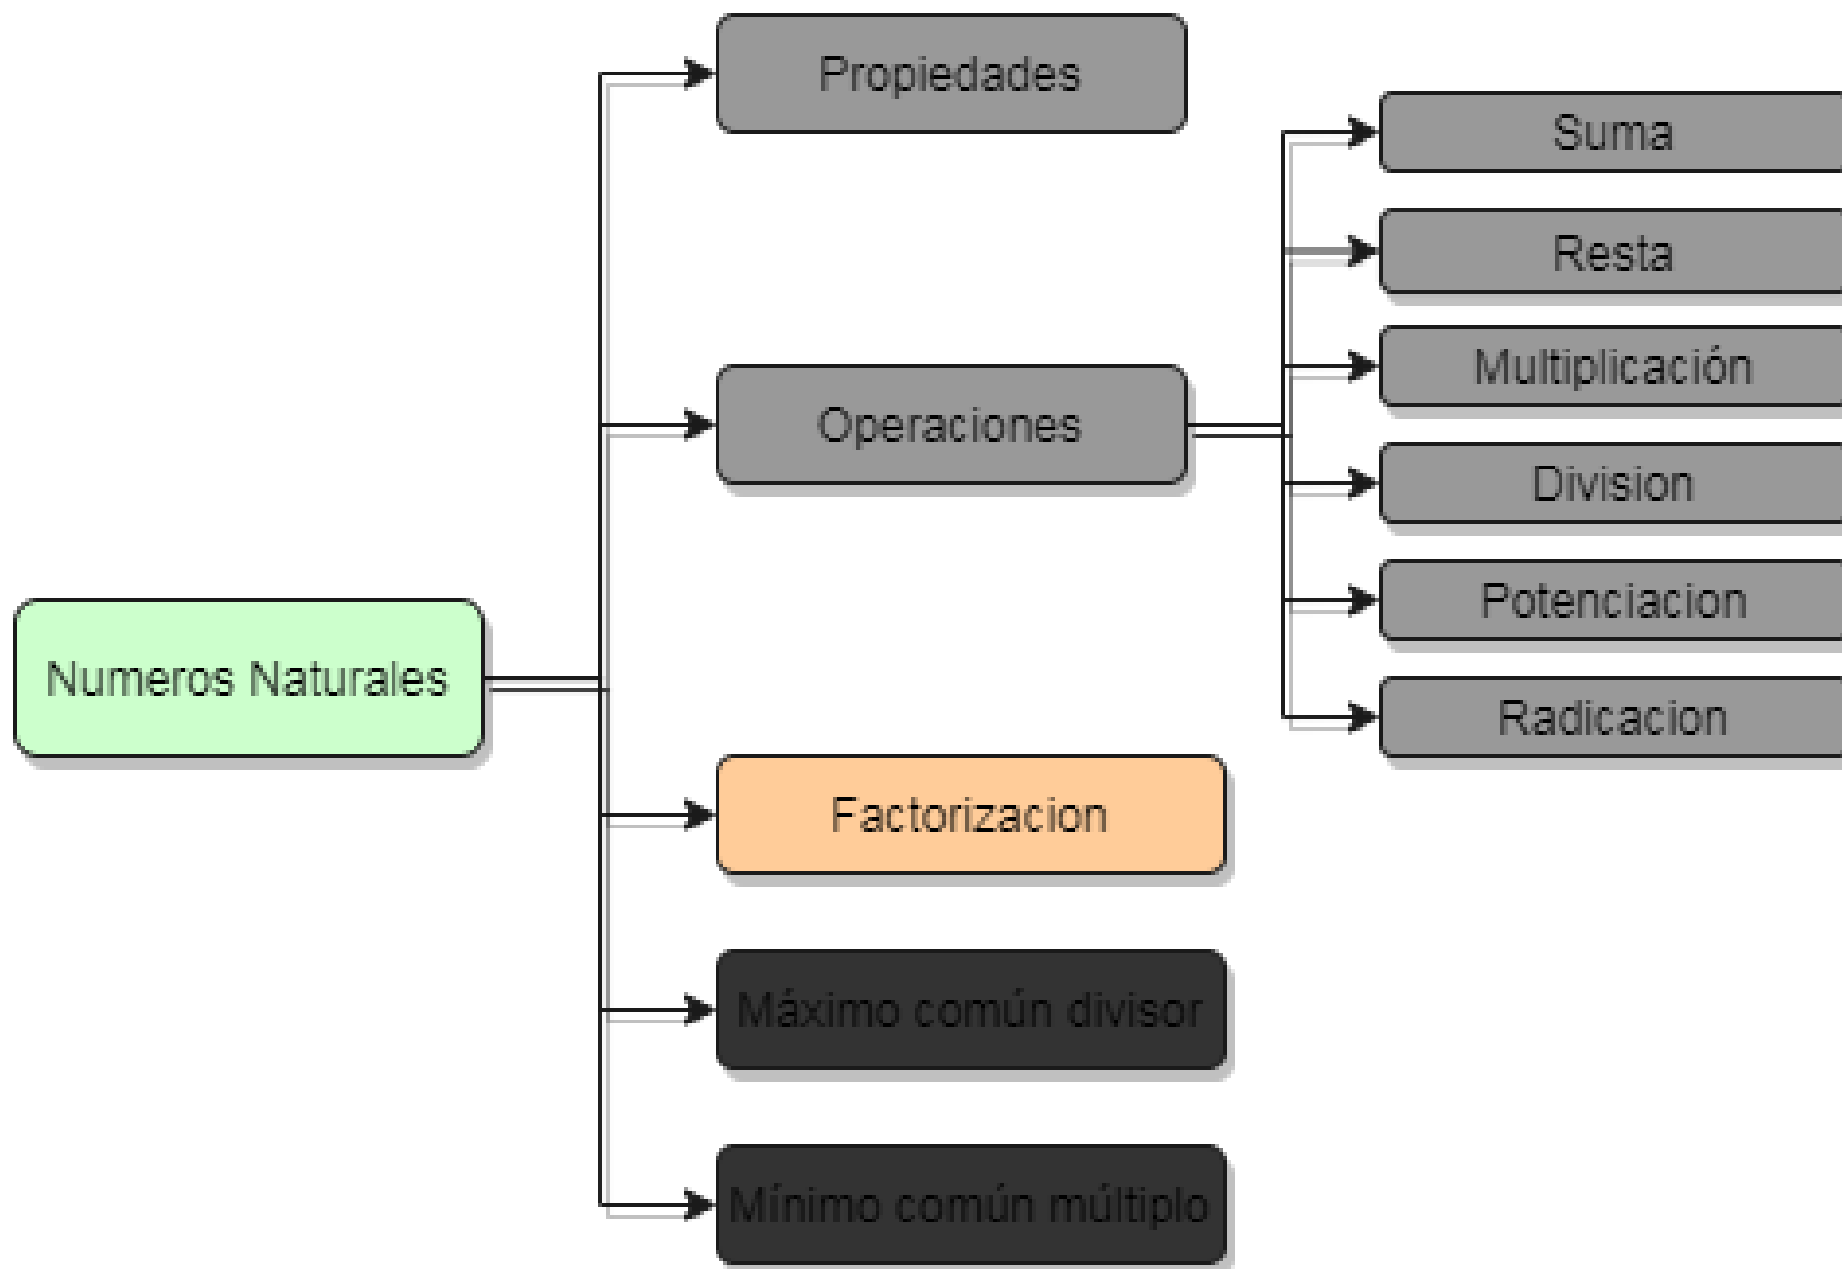 Propiedades
Suma
Resta
Multiplicación
Operaciones
Division
Potenciacion
Numeros Naturales
Radicacion
Factorizacion
Máximo común divisor
Mínimo común múltiplo